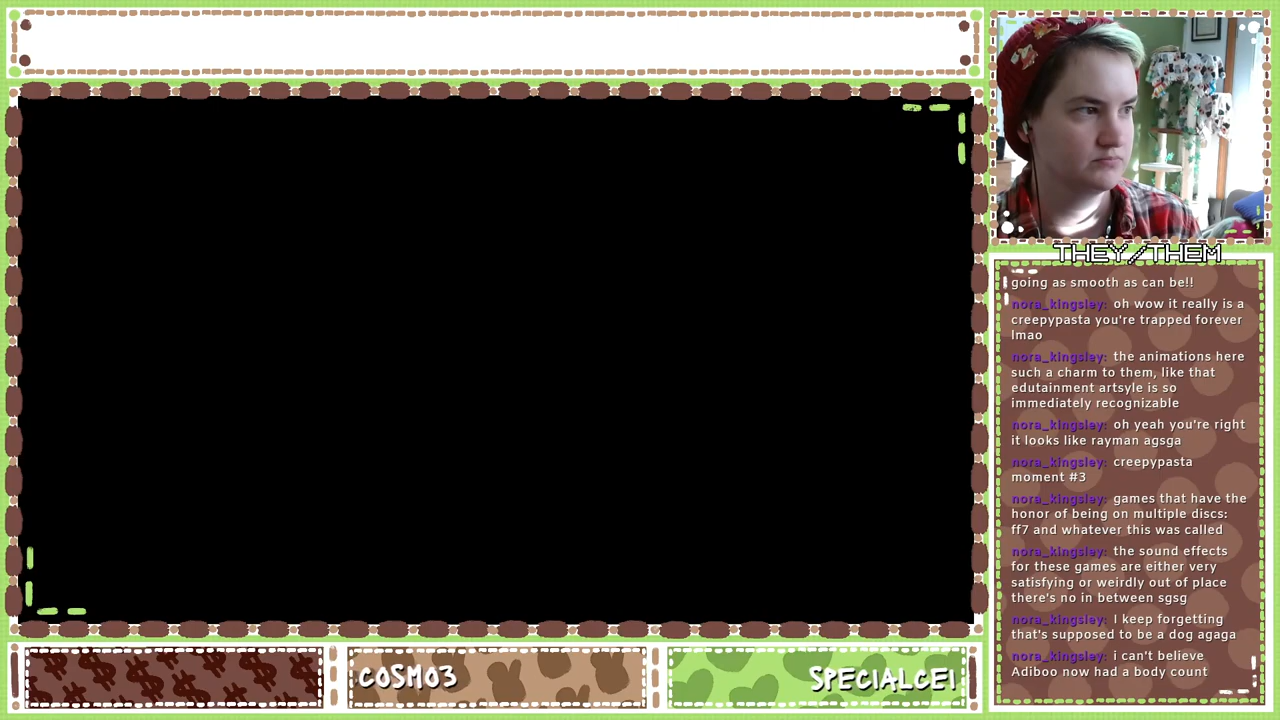 THEY/THEM
going as smooth as can be!!
nora_kingsley: oh wow it really is a
creepypasta you're trapped forever
lmao
nora_kingsley: the animations here
such a charm to them, like that
edutainment artsyle is so
immediately recognizable
nora_kingsley: oh yeah you're right
it looks like rayman agsga
nora_kingsley: creepypasta
moment #3
nora_kingsley: games that have the
honor of being on multiple discs:
ff7 and whatever this was called
nora_kingsley: the sound effects
for these games are either very
satisfying or weirdly out of place
there's no in between sgsg
nora_kingsley: I keep forgetting
that's supposed to be a dog agaga
nora_kingsley: i can't believe
Adiboo now had a body count
COSMO3
SPECIALCE1